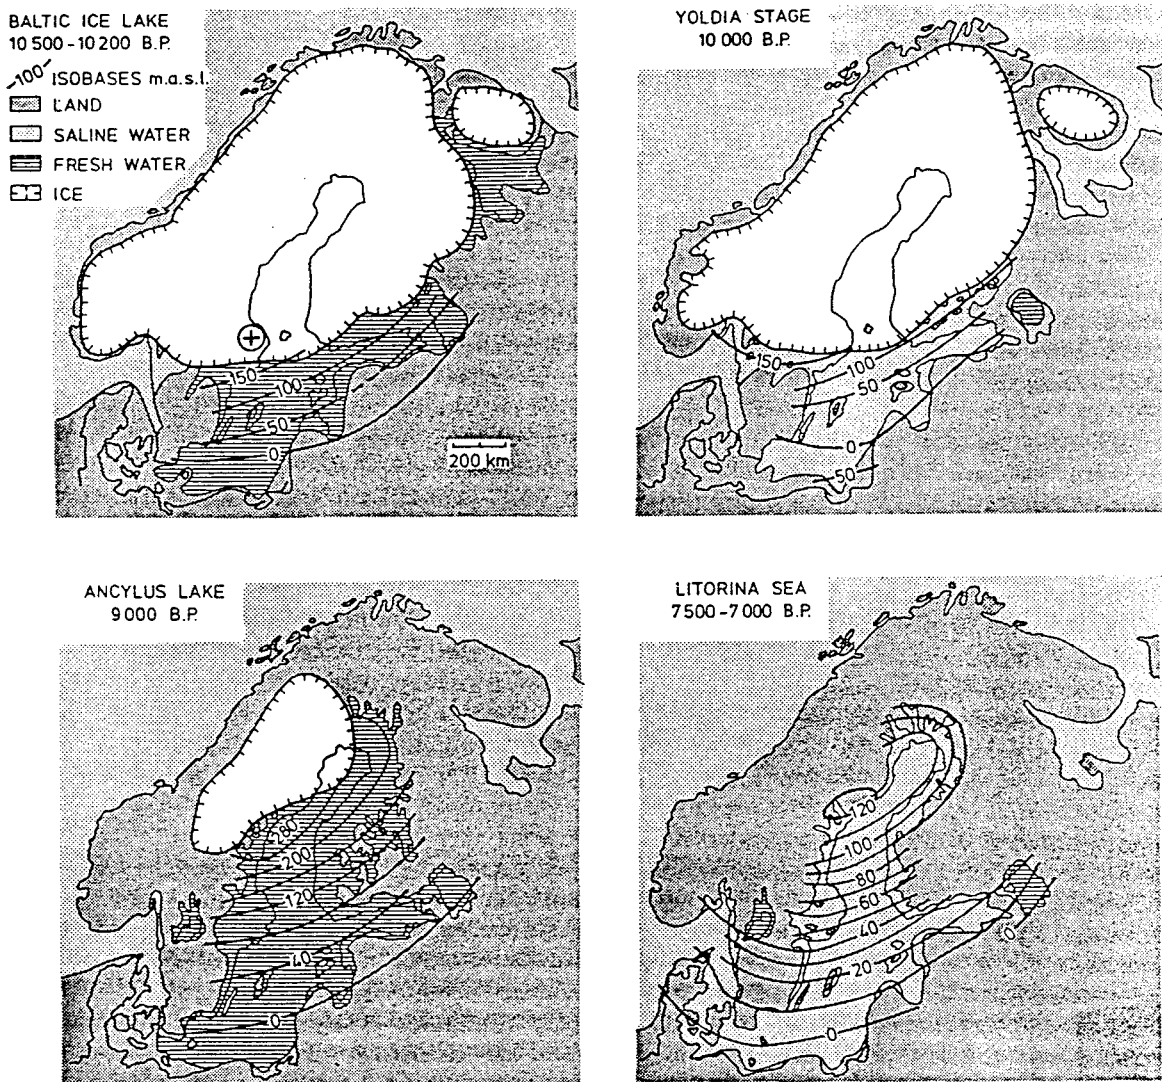 BALTIC ICE LAKE
10 500 - 10 200 B.P.
-100- ISOBASES m.a.s.l.
LAND
SALINE WATER
FRESH WATER
ICE
150
100
50
0
200 km
YOLDIA STAGE
10 000 B.P.
150
100
50
0
-50
ANCYLUS LAKE
9 000 B.P.
280
200
120
40
0
LITORINA SEA
7 500 - 7 000 B.P.
120
100
80
60
40
20
0